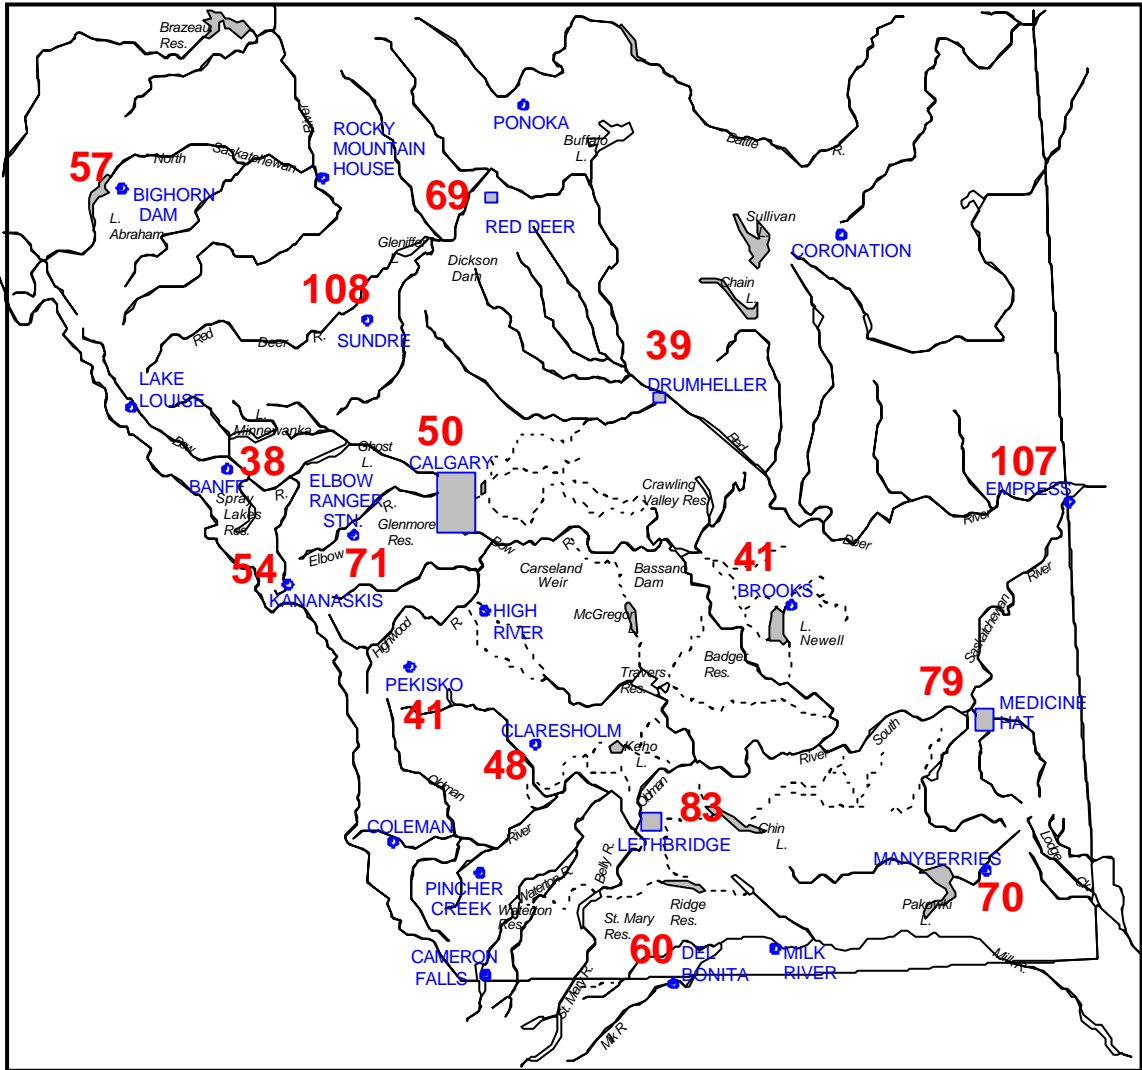 Brazeau
Res.
River
PONOKA
ROCKY
MOUNTAIN
HOUSE
Buffalo
L.
Battle
R.
57
North
Saskatchewan
BIGHORN
DAM
L.
Abraham
69
RED DEER
Sullivan
L.
CORONATION
Gleniffer
L
Dickson
Dam
Chain
L.
108
SUNDRE
Red
Deer
R.
39
DRUMHELLER
LAKE
LOUISE
L.
Minnewanka
Bow
Ghost
L.
50
CALGARY
Red
38
BANFF
Spray
Lakes
Res.
R.
ELBOW
RANGER
STN.
R.
Glenmore
Res.
Elbow
71
Crawling
Valley Res.
107
EMPRESS
River
Deer
Bow
R.
Carseland
Weir
Bassano
Dam
41
BROOKS
L.
Newell
54
KANANASKIS
Highwood
R.
HIGH
RIVER
McGregor
L.
River
Saskatchewan
PEKISKO
41
Travers
Res.
Badger
Res.
79
MEDICINE
HAT
CLARESHOLM
48
Keho
L.
River
South
Oldman
Oldman
83
LETHBRIDGE
Chin
L.
COLEMAN
River
PINCHER
CREEK
Waterton R.
Waterton
Res.
Belly R.
MANYBERRIES
70
Pakowki
L.
Lodge
Ck.
St. Mary
Res.
Ridge
Res.
CAMERON
FALLS
60
DEL
BONITA
MILK
RIVER
Milk R.
St. Mary R.
Mlk R